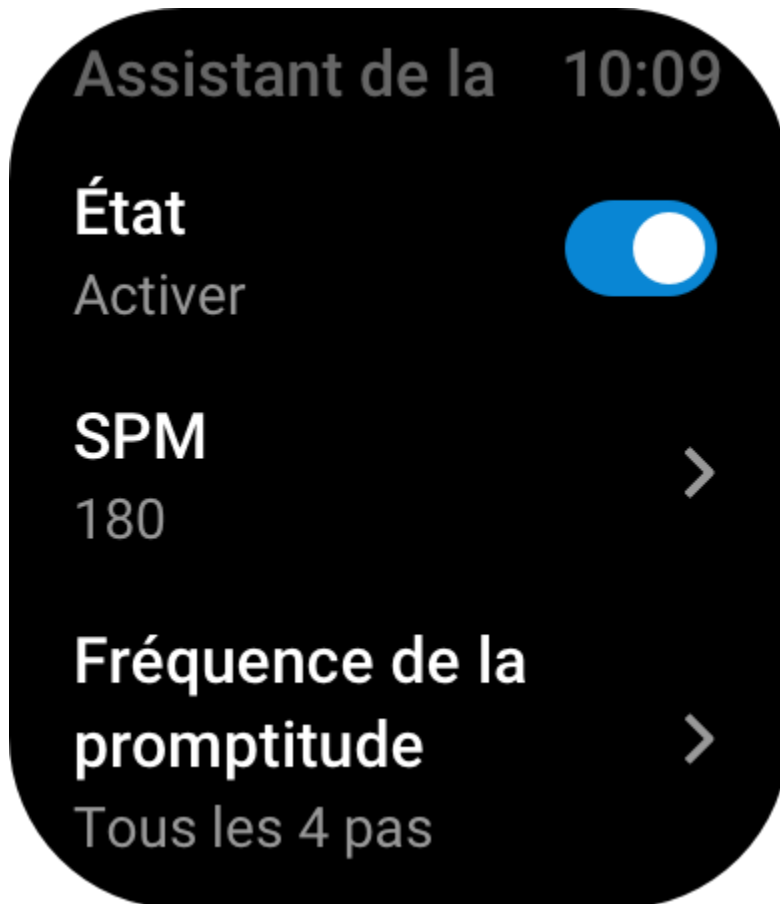 Assistant de la 10:09
État
Activer
SPM
180
Fréquence de la
promptitude
Tous les 4 pas